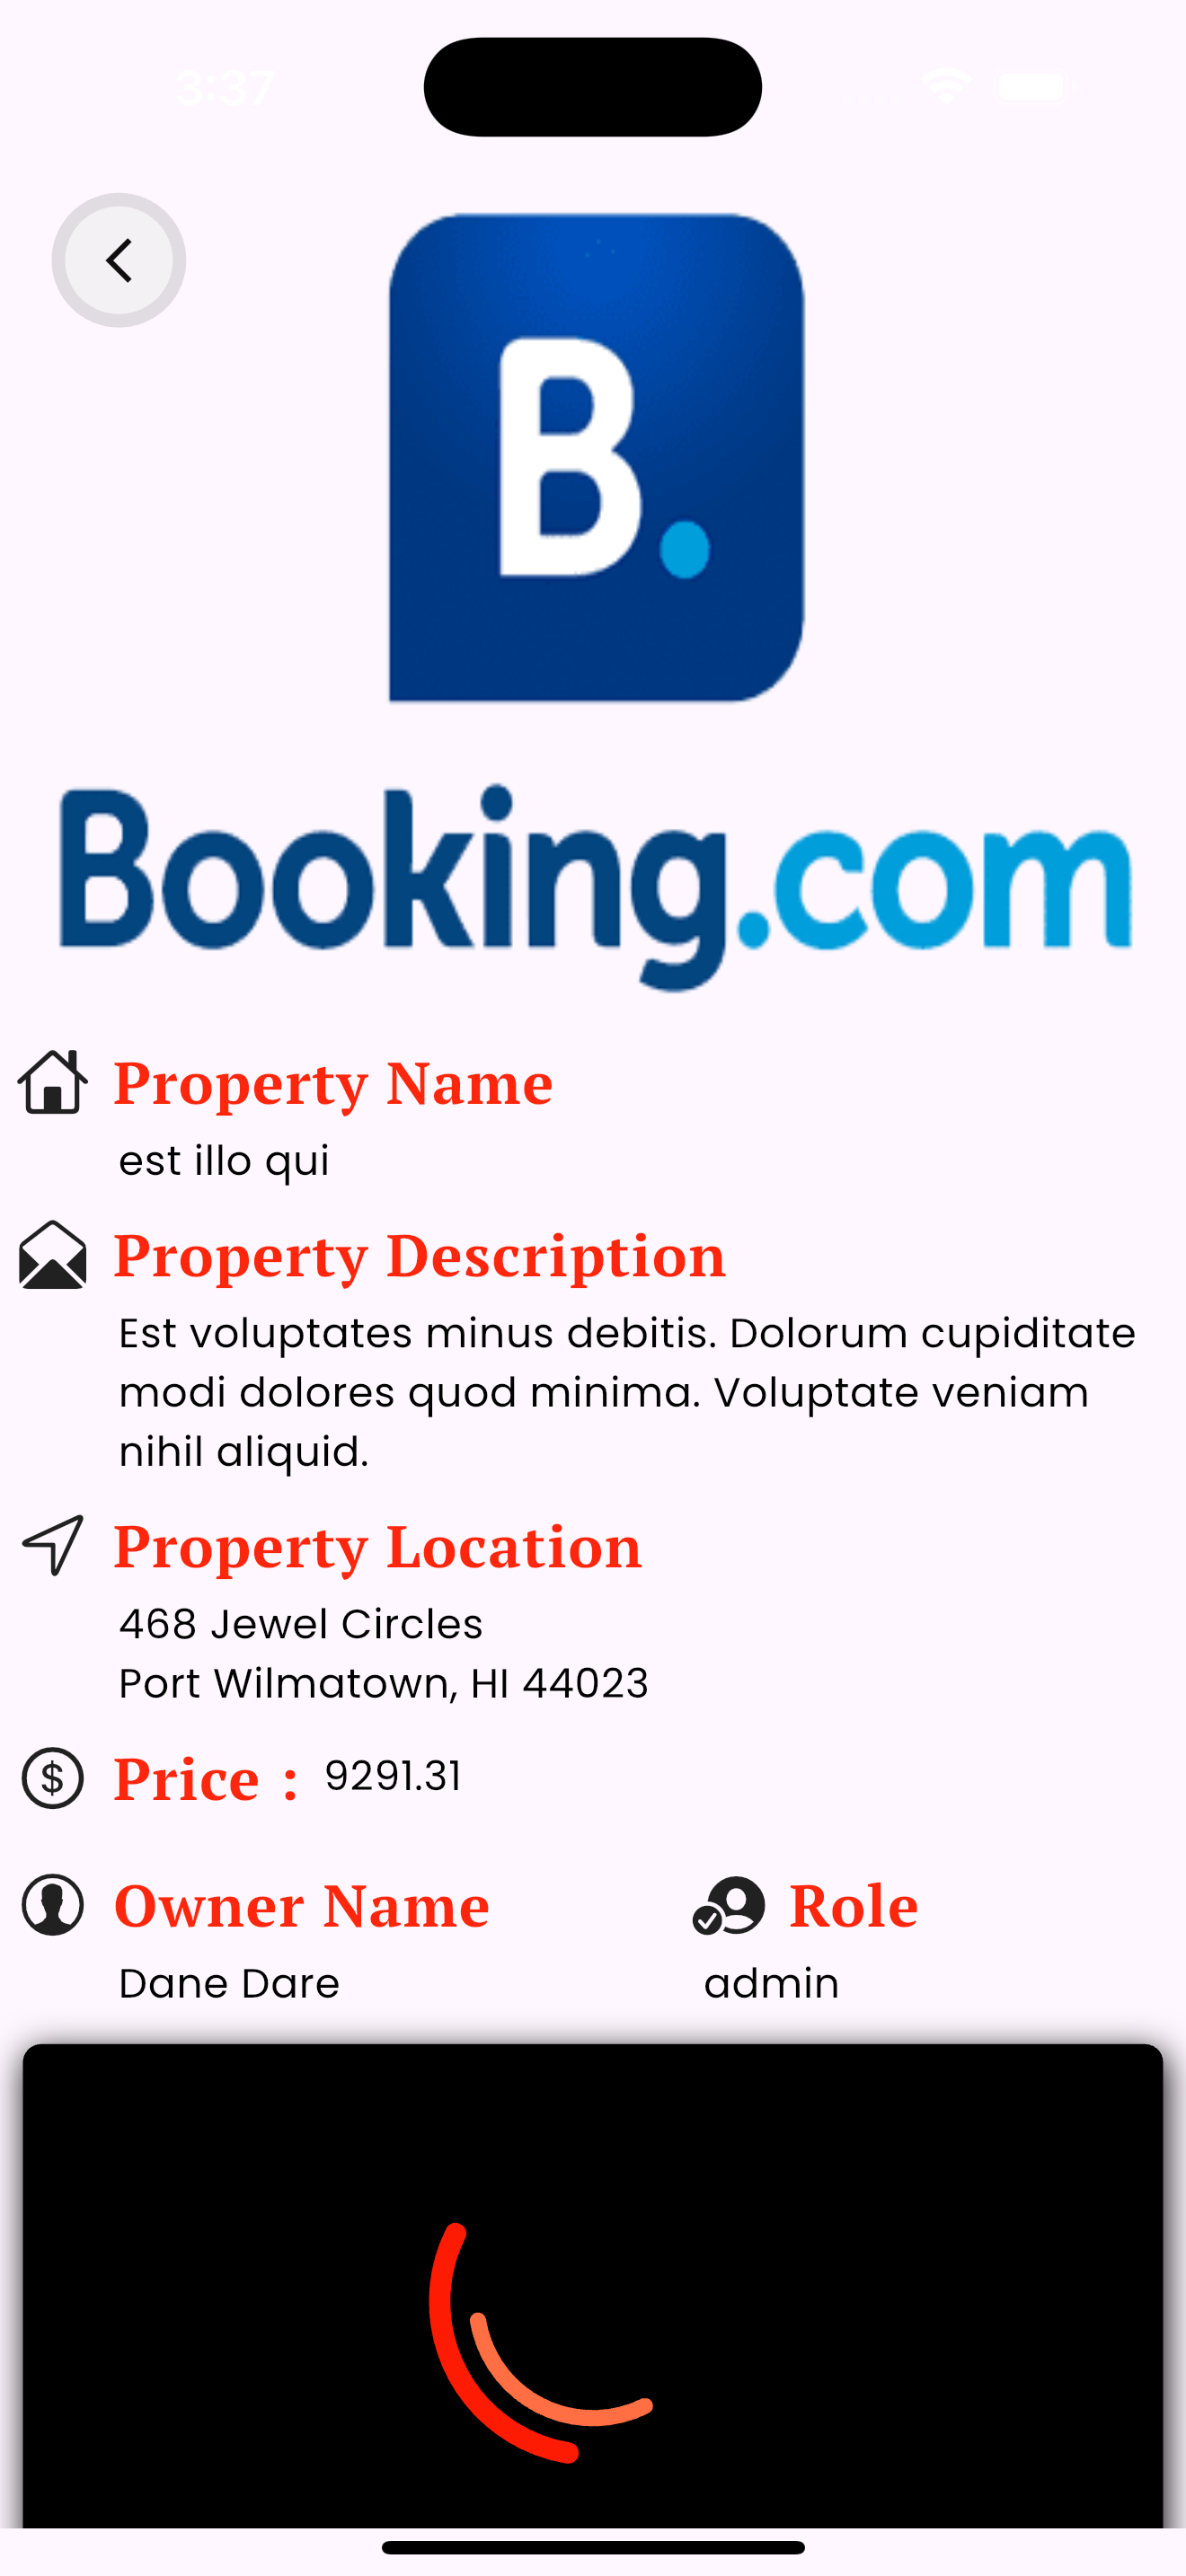 3:37
B.
Booking.com
Property Name
est illo qui
Property Description
Est voluptates minus debitis. Dolorum cupiditate
modi dolores quod minima. Voluptate veniam
nihil aliquid.
Property Location
468 Jewel Circles
Port Wilmatown, HI 44023
Price : 9291.31
Owner Name Role
Dane Dare admin